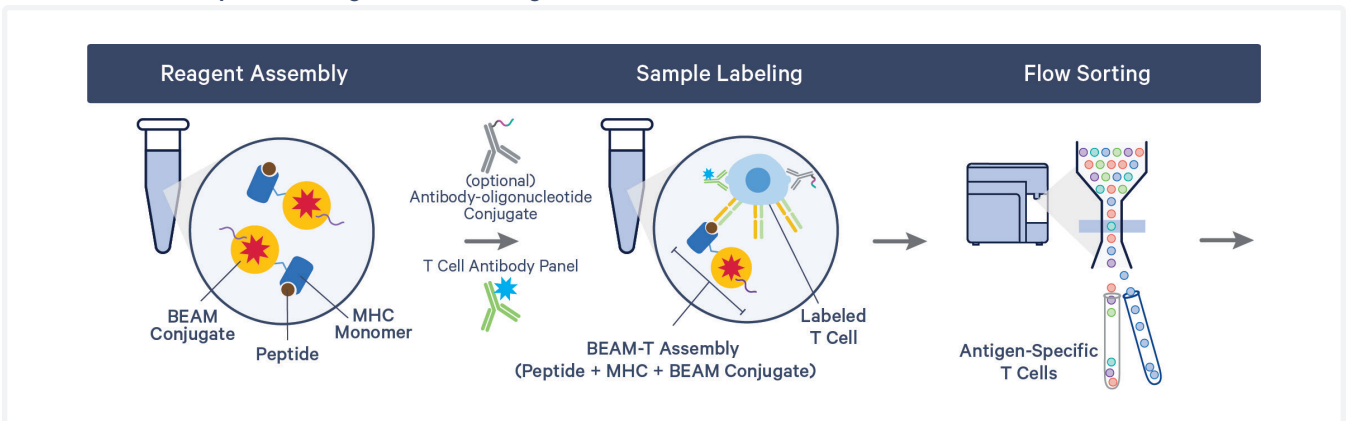 Reagent Assembly
Sample Labeling
Flow Sorting
(optional)
Antibody-oligonucleotide
Conjugate
T Cell Antibody Panel
BEAM
Conjugate
Peptide
MHC
Monomer
BEAM-T Assembly
(Peptide + MHC + BEAM Conjugate)
Labeled
T Cell
Antigen-Specific
T Cells